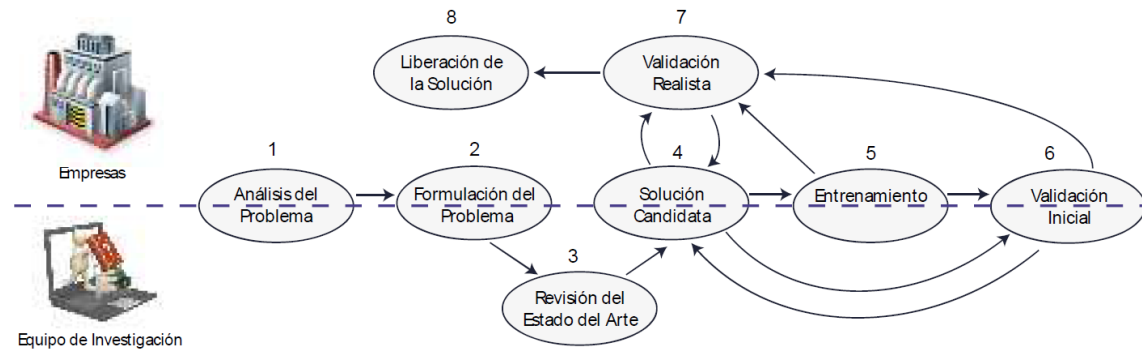 8
Liberación de
la Solución
7
Validación
Realista
Empresas
1
Análisis del
Problema
2
Formulación del
Problema
4
Solución
Candidata
5
Entrenamiento
6
Validación
Inicial
3
Revisión del
Estado del Arte
Equipo de Investigación